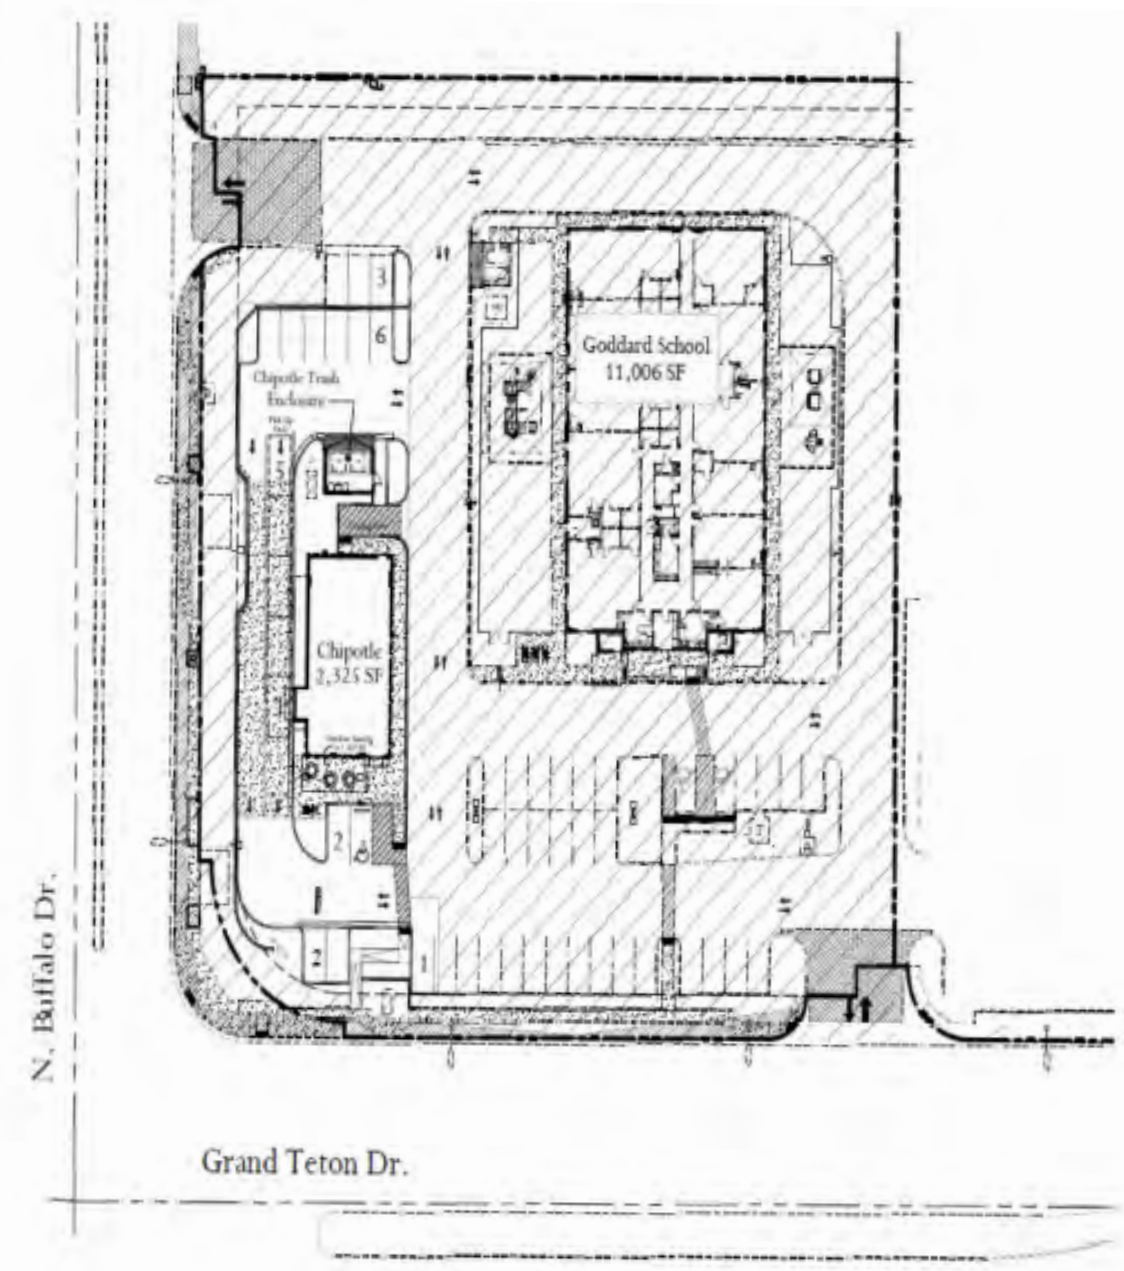 3
6
Goddard School
11,006 SF
Chipotle Trash
Enclosure
5
Chipotle
2,325 SF
2
2
N. Buffalo Dr.
Grand Teton Dr.